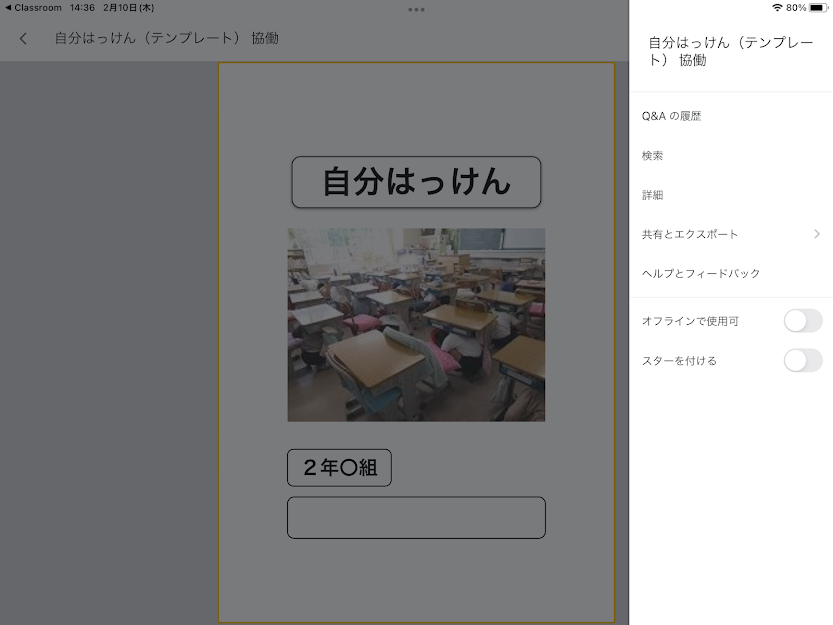 ◀ Classroom 14:36 2月10日(木)
80%
自分はっけん（テンプレート） 協働
自分はっけん
２年〇組
自分はっけん（テンプレー
ト） 協働
Q&A の履歴
検索
詳細
共有とエクスポート
ヘルプとフィードバック
オフラインで使用可
スターを付ける